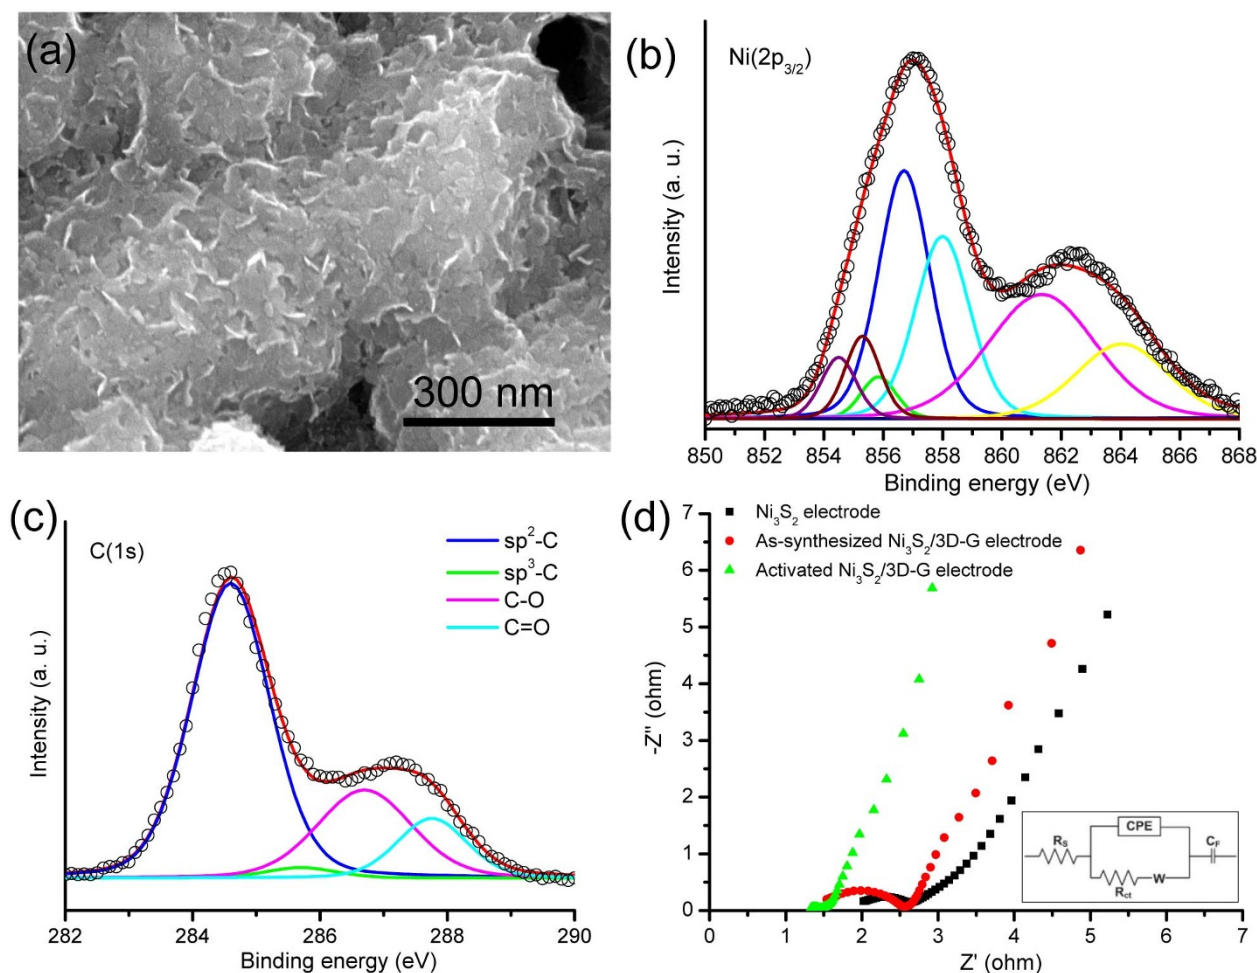 (a)
300 nm
(b)
Ni(2p3/2)
Intensity (a. u.)
850 852 854 856 858 860 862 864 866 868
Binding energy (eV)
(c)
C(1s)
sp²-C
sp³-C
C-O
C=O
Intensity (a. u.)
282 284 286 288 290
Binding energy (eV)
(d)
Ni₃S₂ electrode
As-synthesized Ni₃S₂/3D-G electrode
Activated Ni₃S₂/3D-G electrode
-Z'' (ohm)
7
6
5
4
3
2
1
0
CPE
RS
CF
Rct
W
0 1 2 3 4 5 6 7
Z' (ohm)